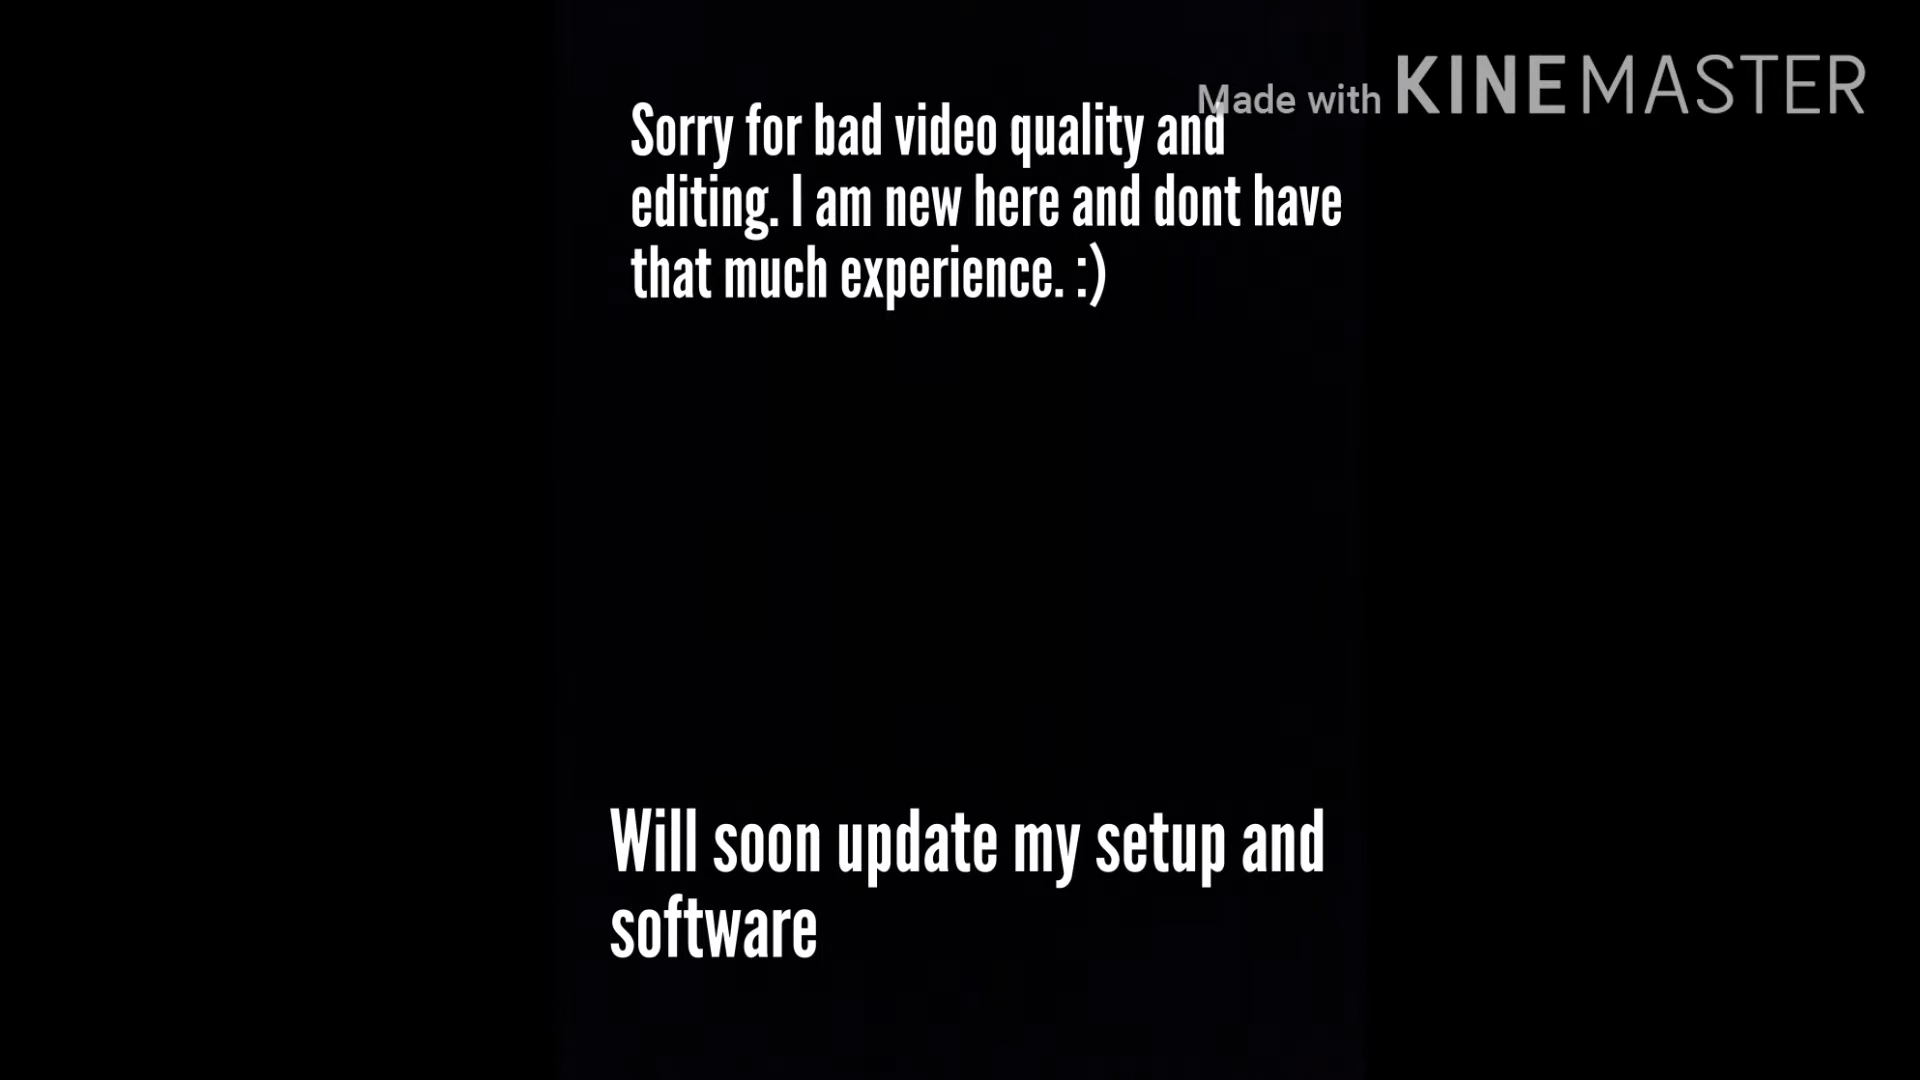 Made with KINEMASTER
Sorry for bad video quality and
editing. I am new here and dont have
that much experience. :)
Will soon update my setup and
software